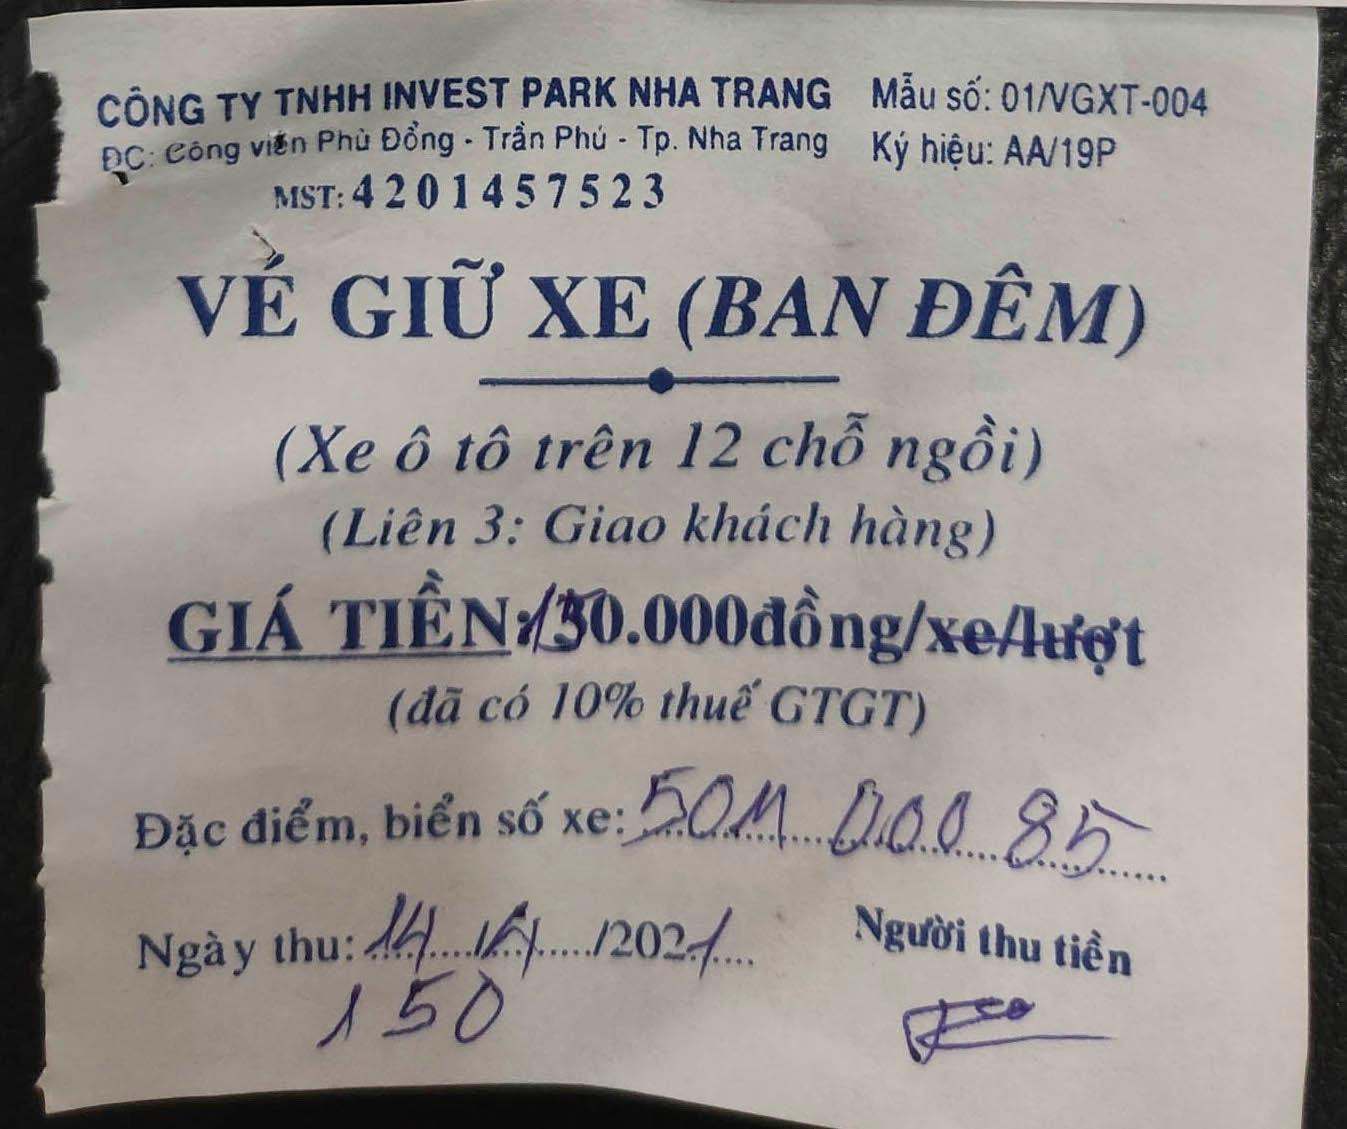 CÔNG TY TNHH INVEST PARK NHA TRANG
Mẫu số: 01/VGXT-004
ĐC: Công viên Phù Đổng - Trần Phú - Tp. Nha Trang
Ký hiệu: AA/19P
MST: 4201457523
VÉ GIỮ XE (BAN ĐÊM)
(Xe ô tô trên 12 chỗ ngồi)
(Liên 3: Giao khách hàng)
GIÁ TIỀN: 150.000đồng/xe/lượt
(đã có 10% thuế GTGT)
Đặc điểm, biển số xe: 50M 000 85
Ngày thu: 14 / /2021
Người thu tiền
150